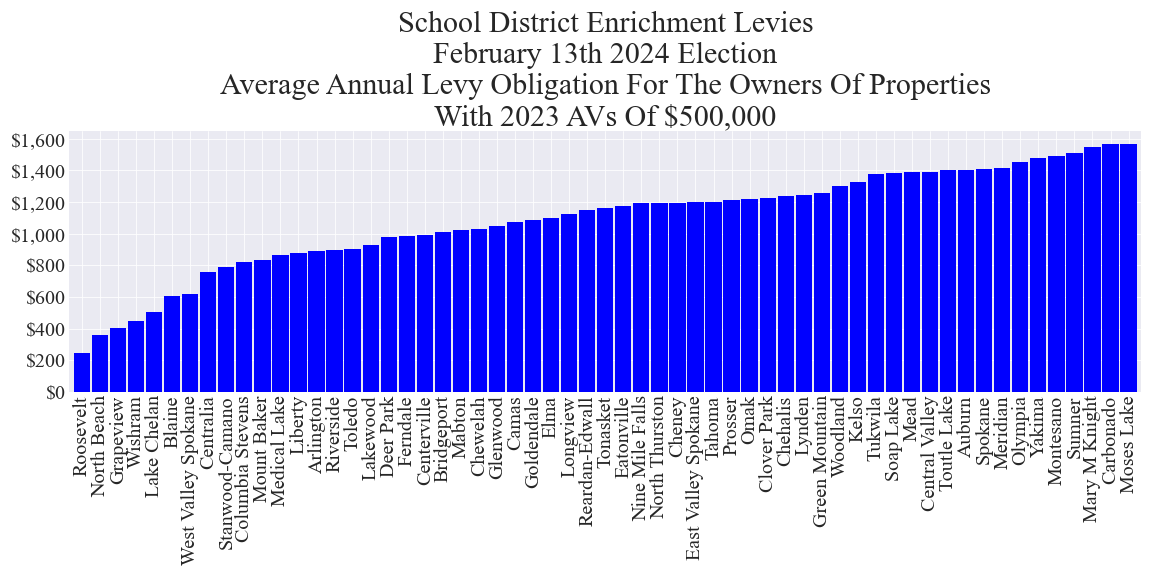 School District Enrichment Levies
February 13th 2024 Election
Average Annual Levy Obligation For The Owners Of Properties
With 2023 AVs Of $500,000
$1,600
$1,400
$1,200
$1,000
$800
$600
$400
$200
$0
Roosevelt
North Beach
Grapeview
Wishram
Lake Chelan
Blaine
West Valley Spokane
Centralia
Stanwood-Camano
Columbia Stevens
Mount Baker
Medical Lake
Liberty
Arlington
Riverside
Toledo
Lakewood
Deer Park
Ferndale
Centerville
Bridgeport
Mabton
Chewelah
Glenwood
Camas
Goldendale
Elma
Longview
Reardan-Edwall
Tonasket
Eatonville
Nine Mile Falls
North Thurston
Cheney
East Valley Spokane
Tahoma
Prosser
Omak
Clover Park
Chehalis
Lynden
Green Mountain
Woodland
Kelso
Tukwila
Soap Lake
Mead
Central Valley
Toutle Lake
Auburn
Spokane
Meridian
Olympia
Yakima
Montesano
Sumner
Mary M Knight
Carbonado
Moses Lake